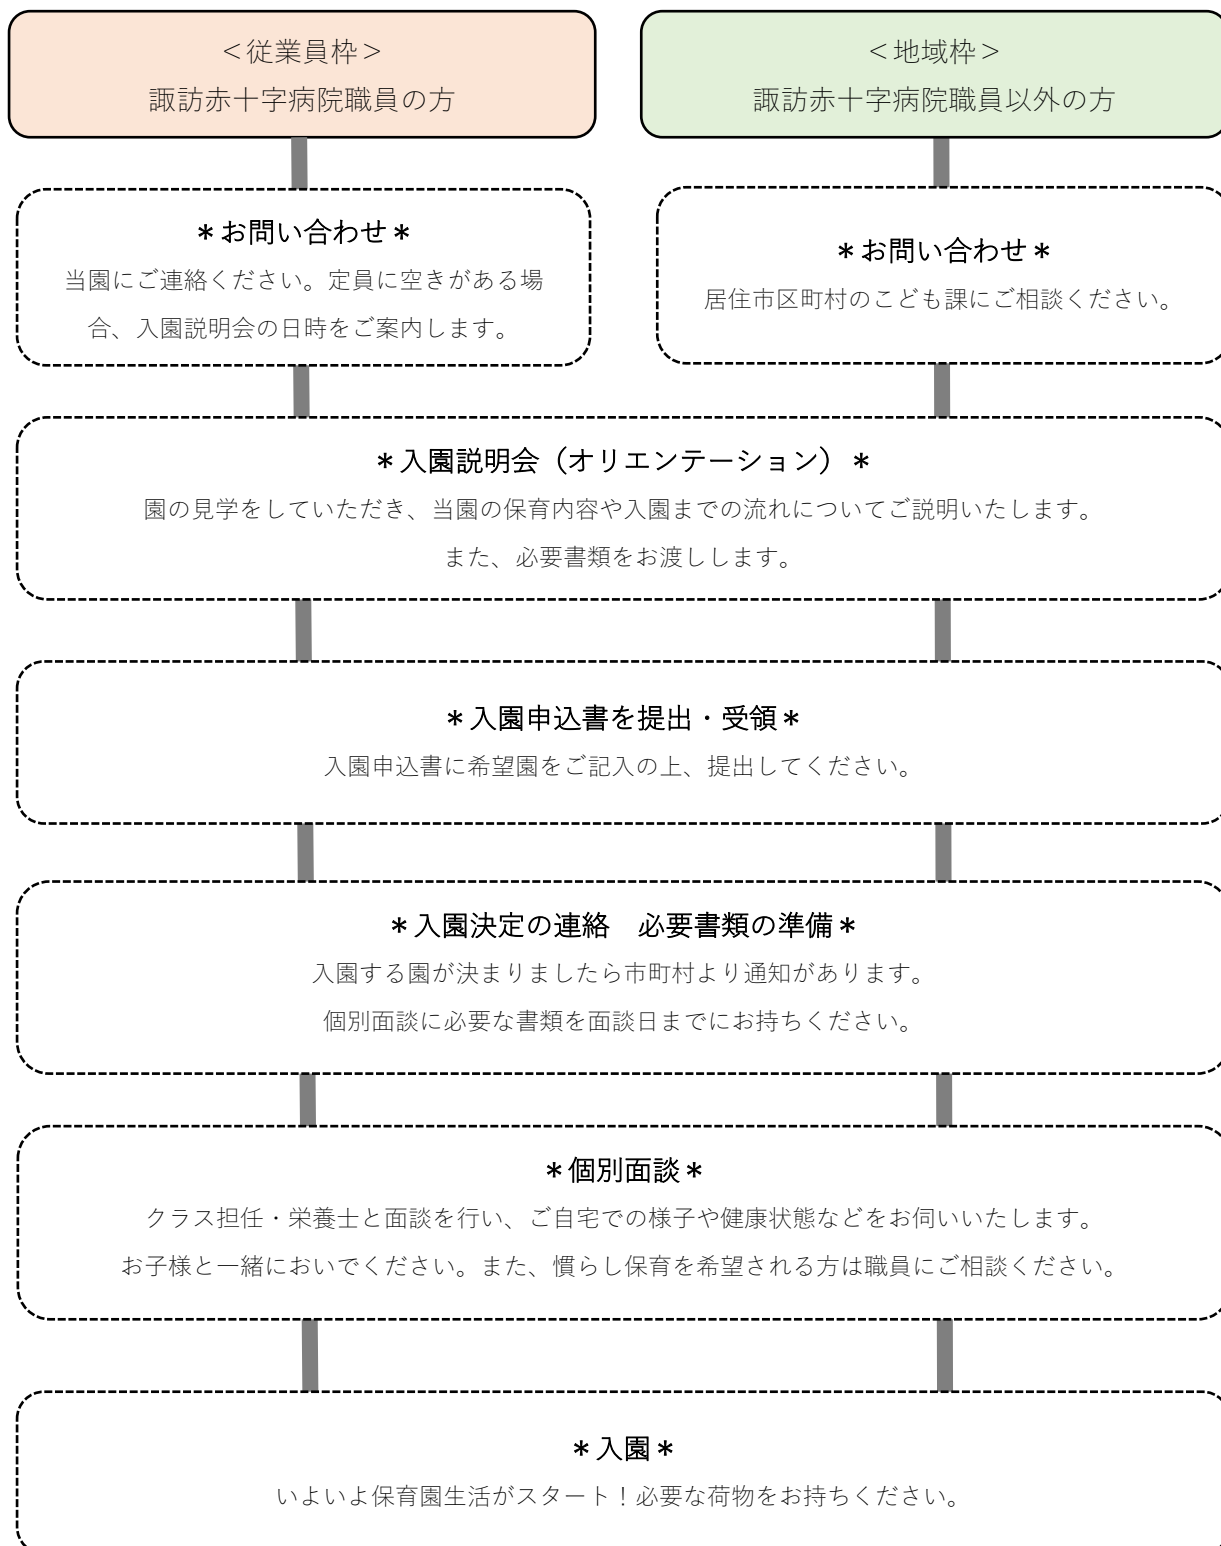 ＜従業員枠＞
諏訪赤十字病院職員の方
＜地域枠＞
諏訪赤十字病院職員以外の方
＊お問い合わせ＊
当園にご連絡ください。定員に空きがある場
合、入園説明会の日時をご案内します。
＊お問い合わせ＊
居住市区町村のこども課にご相談ください。
＊入園説明会（オリエンテーション）＊
園の見学をしていただき、当園の保育内容や入園までの流れについてご説明いたします。
また、必要書類をお渡しします。
＊入園申込書を提出・受領＊
入園申込書に希望園をご記入の上、提出してください。
＊入園決定の連絡　必要書類の準備＊
入園する園が決まりましたら市町村より通知があります。
個別面談に必要な書類を面談日までにお持ちください。
＊個別面談＊
クラス担任・栄養士と面談を行い、ご自宅での様子や健康状態などをお伺いいたします。
お子様と一緒においでください。また、慣らし保育を希望される方は職員にご相談ください。
＊入園＊
いよいよ保育園生活がスタート！必要な荷物をお持ちください。